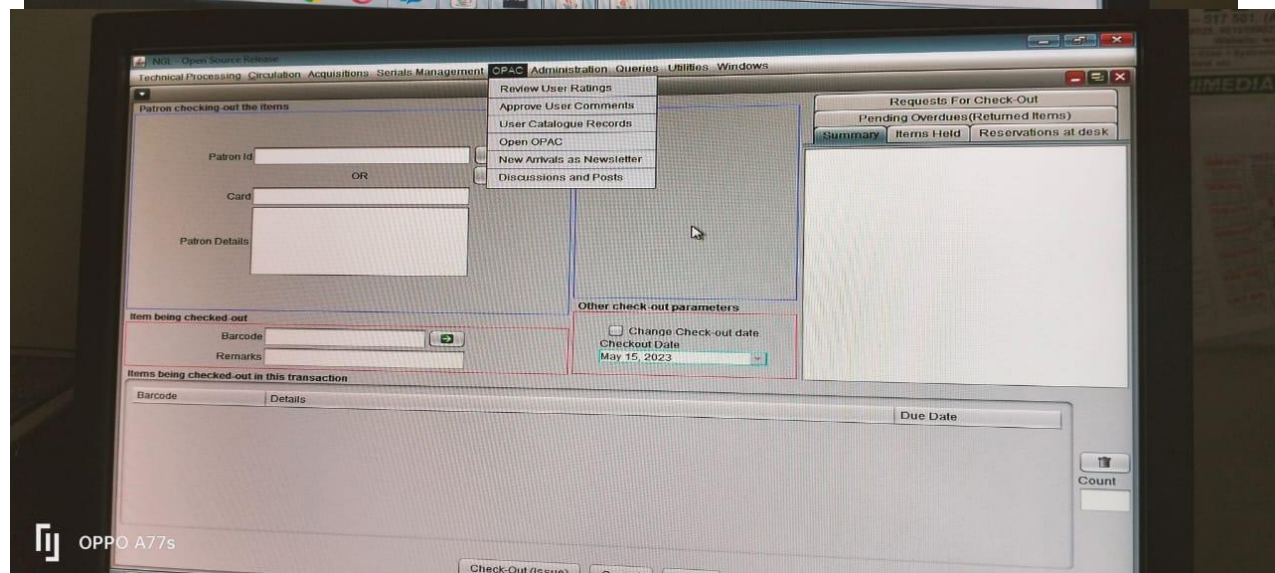 NGL - Open Source Release
Technical Processing Circulation Acquisitions Serials Management OPAC Administration Queries Utilities Windows
Review User Ratings
Approve User Comments
User Catalogue Records
Open OPAC
New Arrivals as Newsletter
Discussions and Posts
Patron checking-out the items
Patron Id
OR
Card
Patron Details
Requests For Check-Out
Pending Overdues(Returned Items)
Summary Items Held Reservations at desk
Item being checked-out
Barcode
Remarks
Other check-out parameters
Change Check-out date
Checkout Date
May 15, 2023
Items being checked-out in this transaction
Barcode Details Due Date
Count
Check-Out (Issue)
OPPO A77s